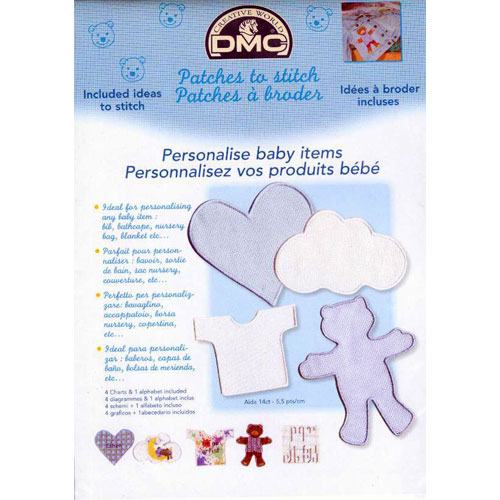 CREATIVE WORLD
DMC
Patches to stitch
Patches à broder
Included ideas
to stitch
Idées à broder
incluses
Personalise baby items
Personnalisez vos produits bébé
• Ideal for personalising
any baby item :
bib, bathcape, nursery
bag, blanket etc...
• Parfait pour person-
naliser : bavoir, sortie
de bain, sac nursery,
couverture, etc...
• Perfetto per personaliz-
zare: bavaglino,
accappatoio, borsa
nursery, copertina,
etc...
• Ideal para personali-
zar : baberos, capas de
baño, bolsas de merienda,
etc...
4 Charts & 1 alphabet included
4 diagrammes & 1 alphabet inclus
4 schemi + 1 alfabeto incluso
4 graficos + 1abecedario incluidos
Aida 14ct - 5,5 pts/cm